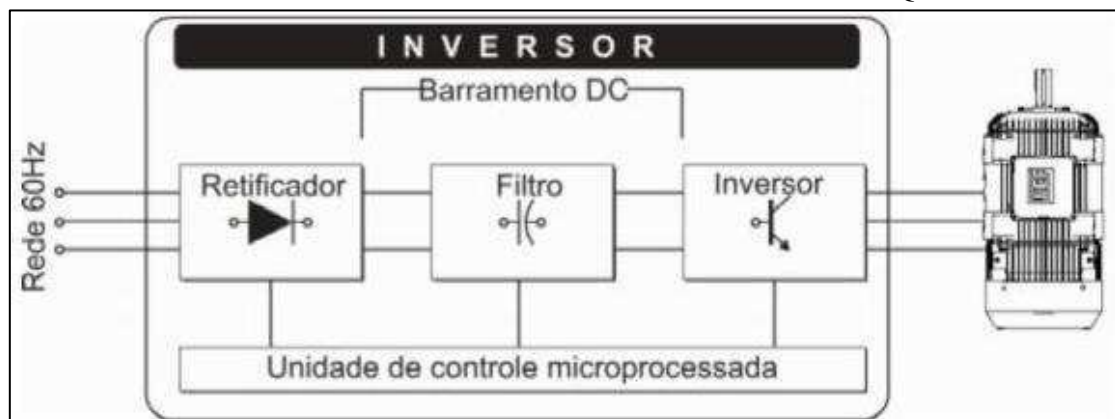 INVERSOR
Barramento DC
Rede 60Hz
Retificador
Filtro
Inversor
Unidade de controle microprocessada